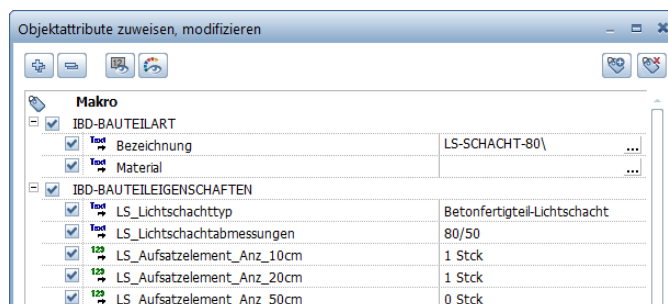 Objektattribute zuweisen, modifizieren
Makro
IBD-BAUTEILART
Bezeichnung LS-SCHACHT-80\ ...
Material ...
IBD-BAUTEILEIGENSCHAFTEN
LS_Lichtschachttyp Betonfertigteil-Lichtschacht
LS_Lichtschachtabmessungen 80/50
LS_Aufsatzelement_Anz_10cm 1 Stck
LS_Aufsatzelement_Anz_20cm 1 Stck
LS_Aufsatzelement_Anz_50cm 0 Stck